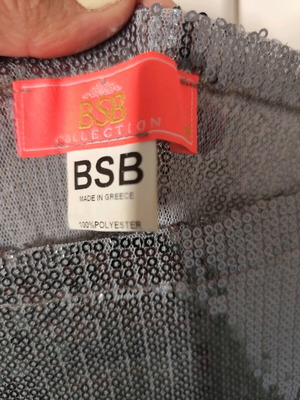 BSB
COLLECTION
BSB
MADE IN GREECE
100%POLYESTER